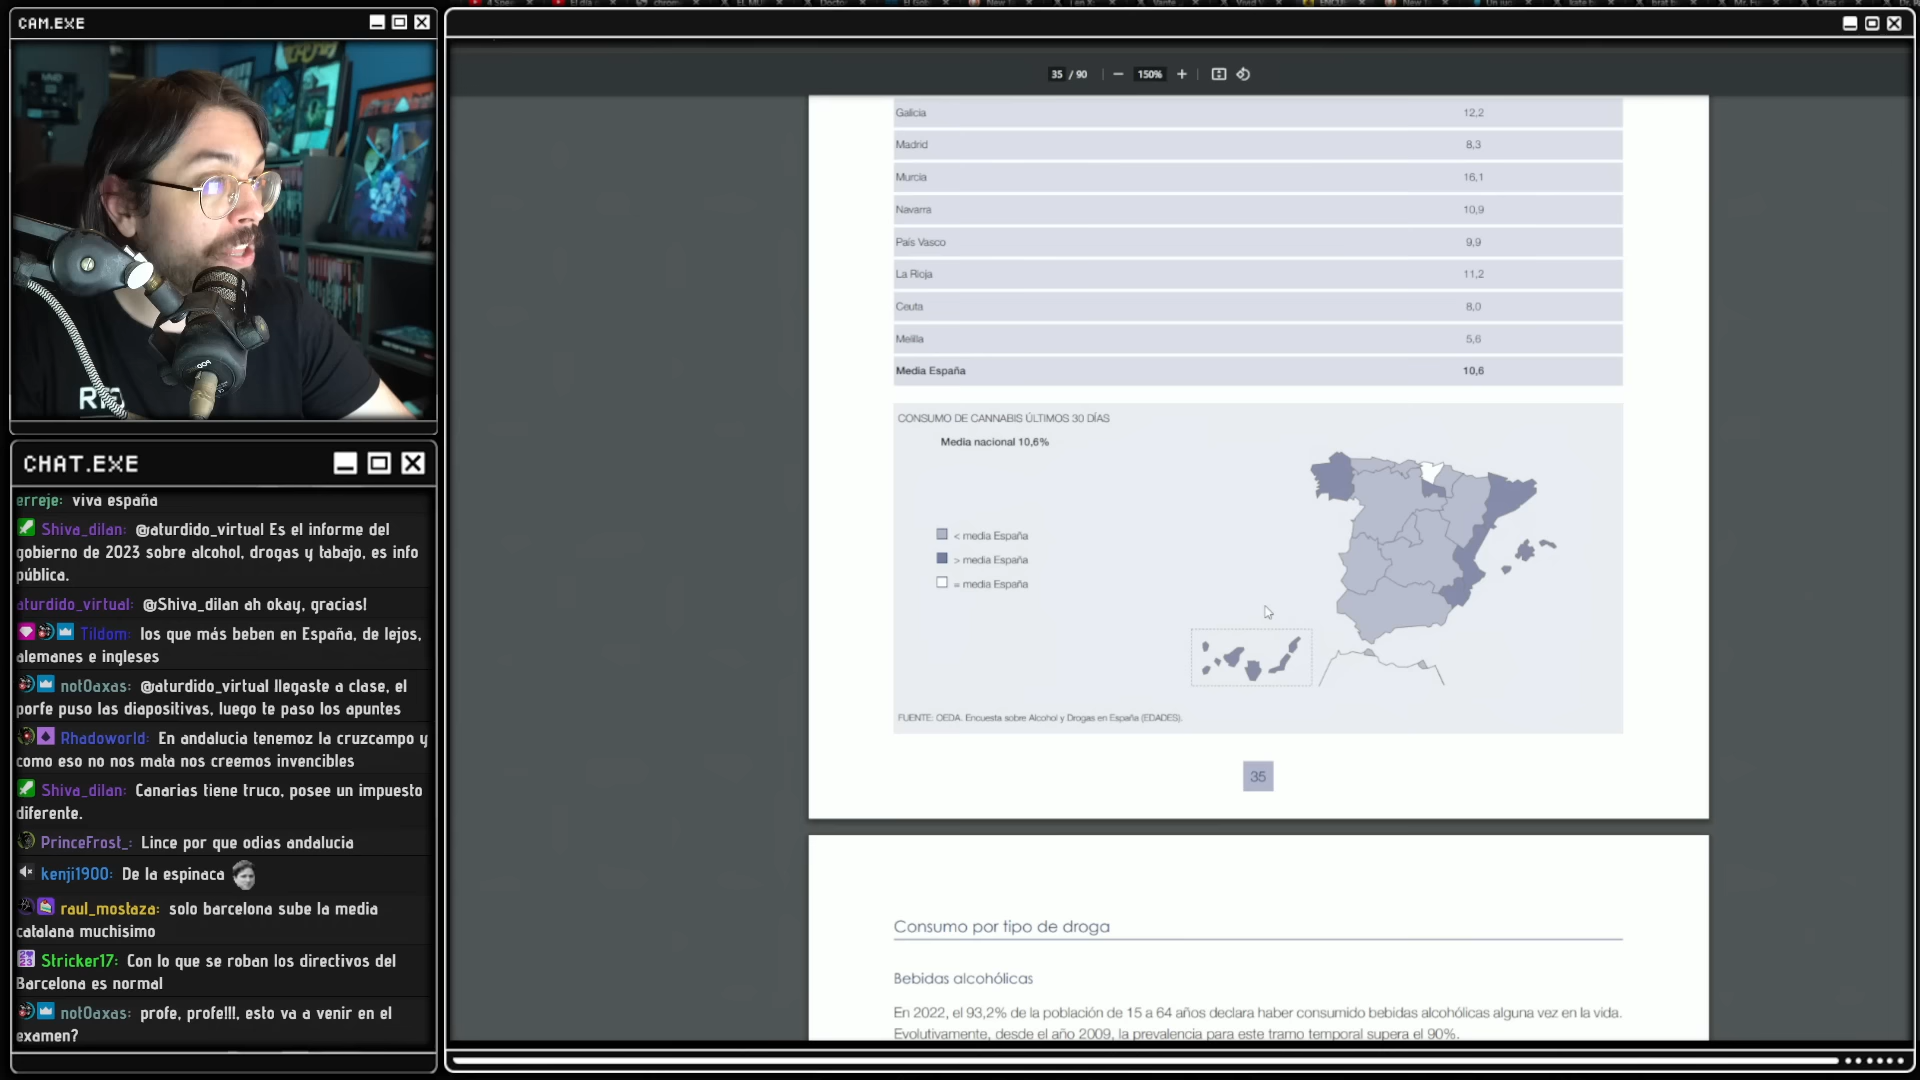 CAM.EXE
CHAT.EXE
erreje: viva españa
Shiva_dilan: @aturdido_virtual Es el informe del
gobierno de 2023 sobre alcohol, drogas y tabajo, es info
pública.
aturdido_virtual: @Shiva_dilan ah okay, gracias!
Tildom: los que más beben en España, de lejos,
alemanes e ingleses
not0axas: @aturdido_virtual llegaste a clase, el
porfe puso las diapositivas, luego te paso los apuntes
Rhadoworld: En andalucia tenemoz la cruzcampo y
como eso no nos mata nos creemos invencibles
Shiva_dilan: Canarias tiene truco, posee un impuesto
diferente.
PrinceFrost_: Lince por que odias andalucia
kenji1900: De la espinaca
raul_mostaza: solo barcelona sube la media
catalana muchisimo
Stricker17: Con lo que se roban los directivos del
Barcelona es normal
not0axas: profe, profe!!!, esto va a venir en el
examen?
35 / 90
150%
Galicia 12,2
Madrid 8,3
Murcia 16,1
Navarra 10,9
País Vasco 9,9
La Rioja 11,2
Ceuta 8,0
Melilla 5,6
Media España 10,6
CONSUMO DE CANNABIS ÚLTIMOS 30 DÍAS
Media nacional 10,6%
< media España
> media España
= media España
FUENTE: OEDA. Encuesta sobre Alcohol y Drogas en España (EDADES).
35
Consumo por tipo de droga
Bebidas alcohólicas
En 2022, el 93,2% de la población de 15 a 64 años declara haber consumido bebidas alcohólicas alguna vez en la vida.
Evolutivamente, desde el año 2009, la prevalencia para este tramo temporal supera el 90%.